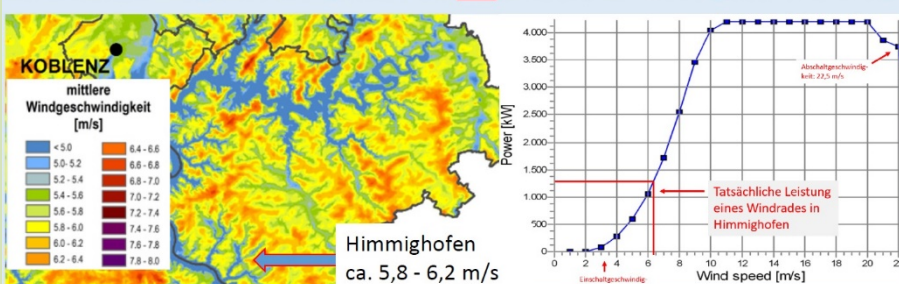 KOBLENZ
mittlere
Windgeschwindigkeit
[m/s]
< 5.0
5.0 - 5.2
5.2 - 5.4
5.4 - 5.6
5.6 - 5.8
5.8 - 6.0
6.0 - 6.2
6.2 - 6.4
6.4 - 6.6
6.6 - 6.8
6.8 - 7.0
7.0 - 7.2
7.2 - 7.4
7.4 - 7.6
7.6 - 7.8
7.8 - 8.0
Himmighofen
ca. 5,8 - 6,2 m/s
Power [kW]
4.000
3.500
3.000
2.500
2.000
1.500
1.000
500
0
Abschaltgeschwindig-
keit: 22,5 m/s
Tatsächliche Leistung
eines Windrades in
Himmighofen
0 2 4 6 8 10 12 14 16 18 20 22
Wind speed [m/s]